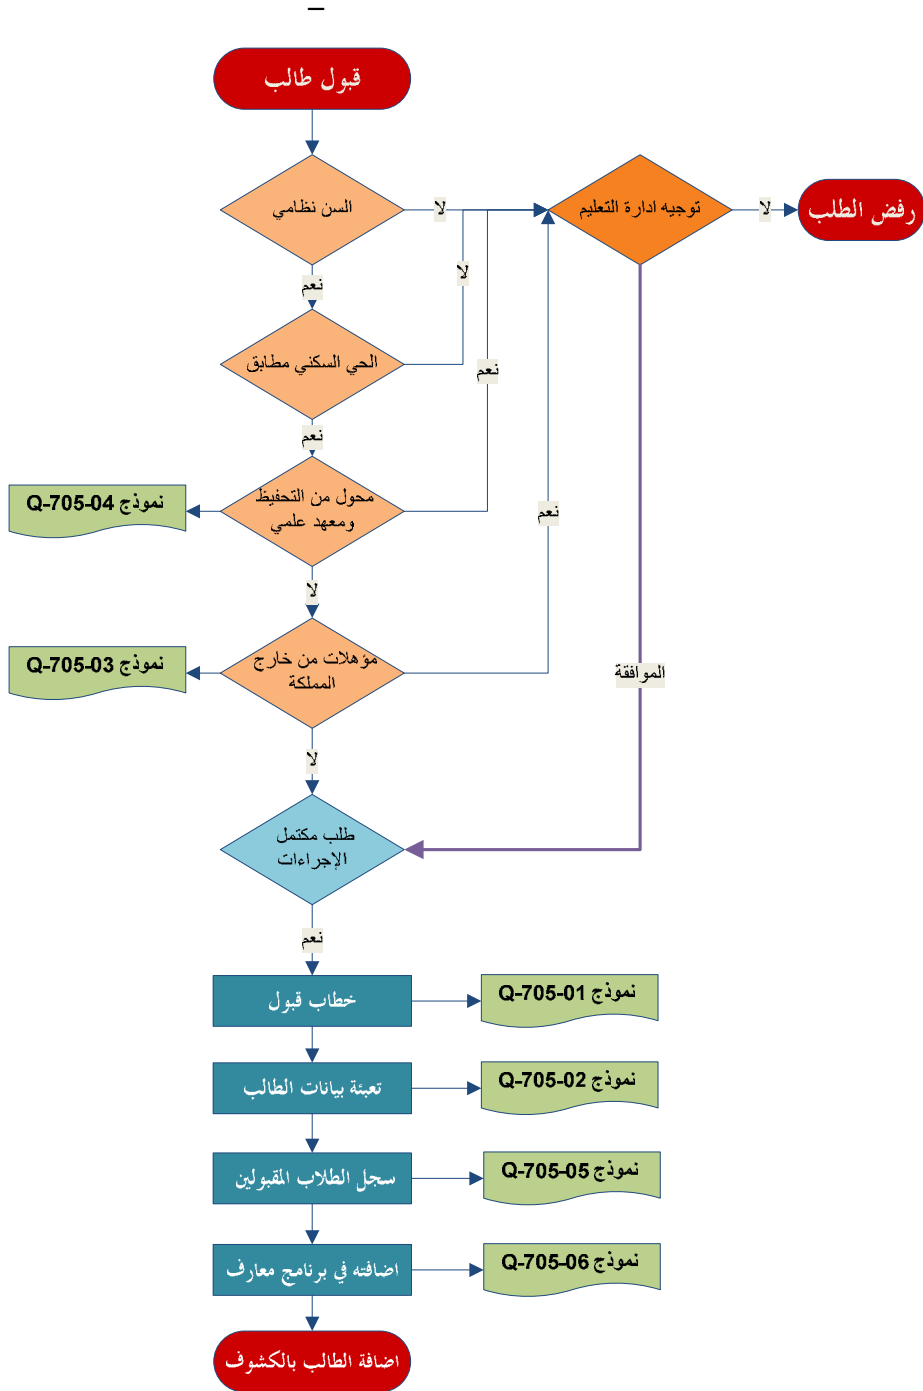 –
قبول طالب
السن نظامي
لا
توجيه ادارة التعليم
لا
رفض الطلب
نعم
الحي السكني مطابق
لا
نعم
نعم
محول من التحفيظ
ومعهد علمي
نموذج Q-705-04
نعم
لا
مؤهلات من خارج
المملكة
نموذج Q-705-03
الموافقة
لا
طلب مكتمل
الإجراءات
نعم
خطاب قبول
نموذج Q-705-01
تعبئة بيانات الطالب
نموذج Q-705-02
سجل الطلاب المقبولين
نموذج Q-705-05
اضافته في برنامج معارف
نموذج Q-705-06
اضافة الطالب بالكشوف